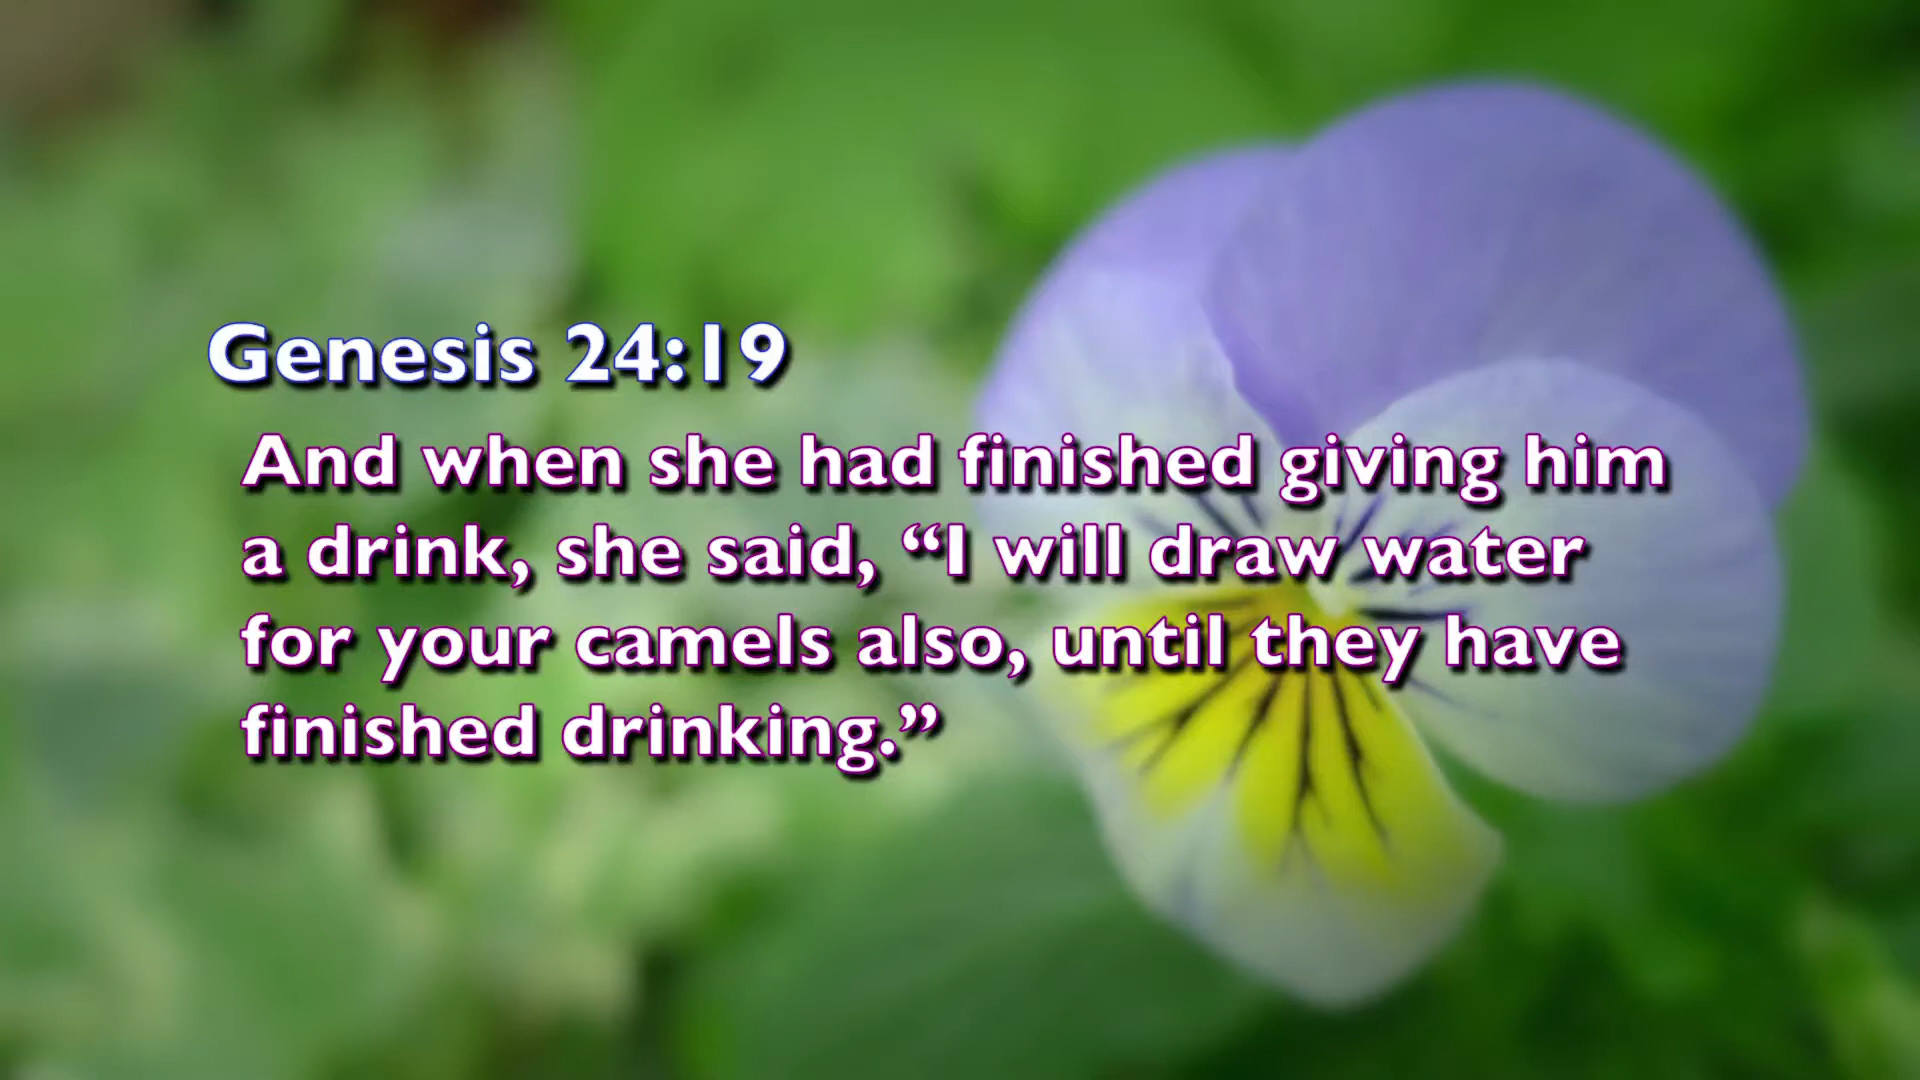 Genesis 24:19
And when she had finished giving him
a drink, she said, “I will draw water
for your camels also, until they have
finished drinking.”